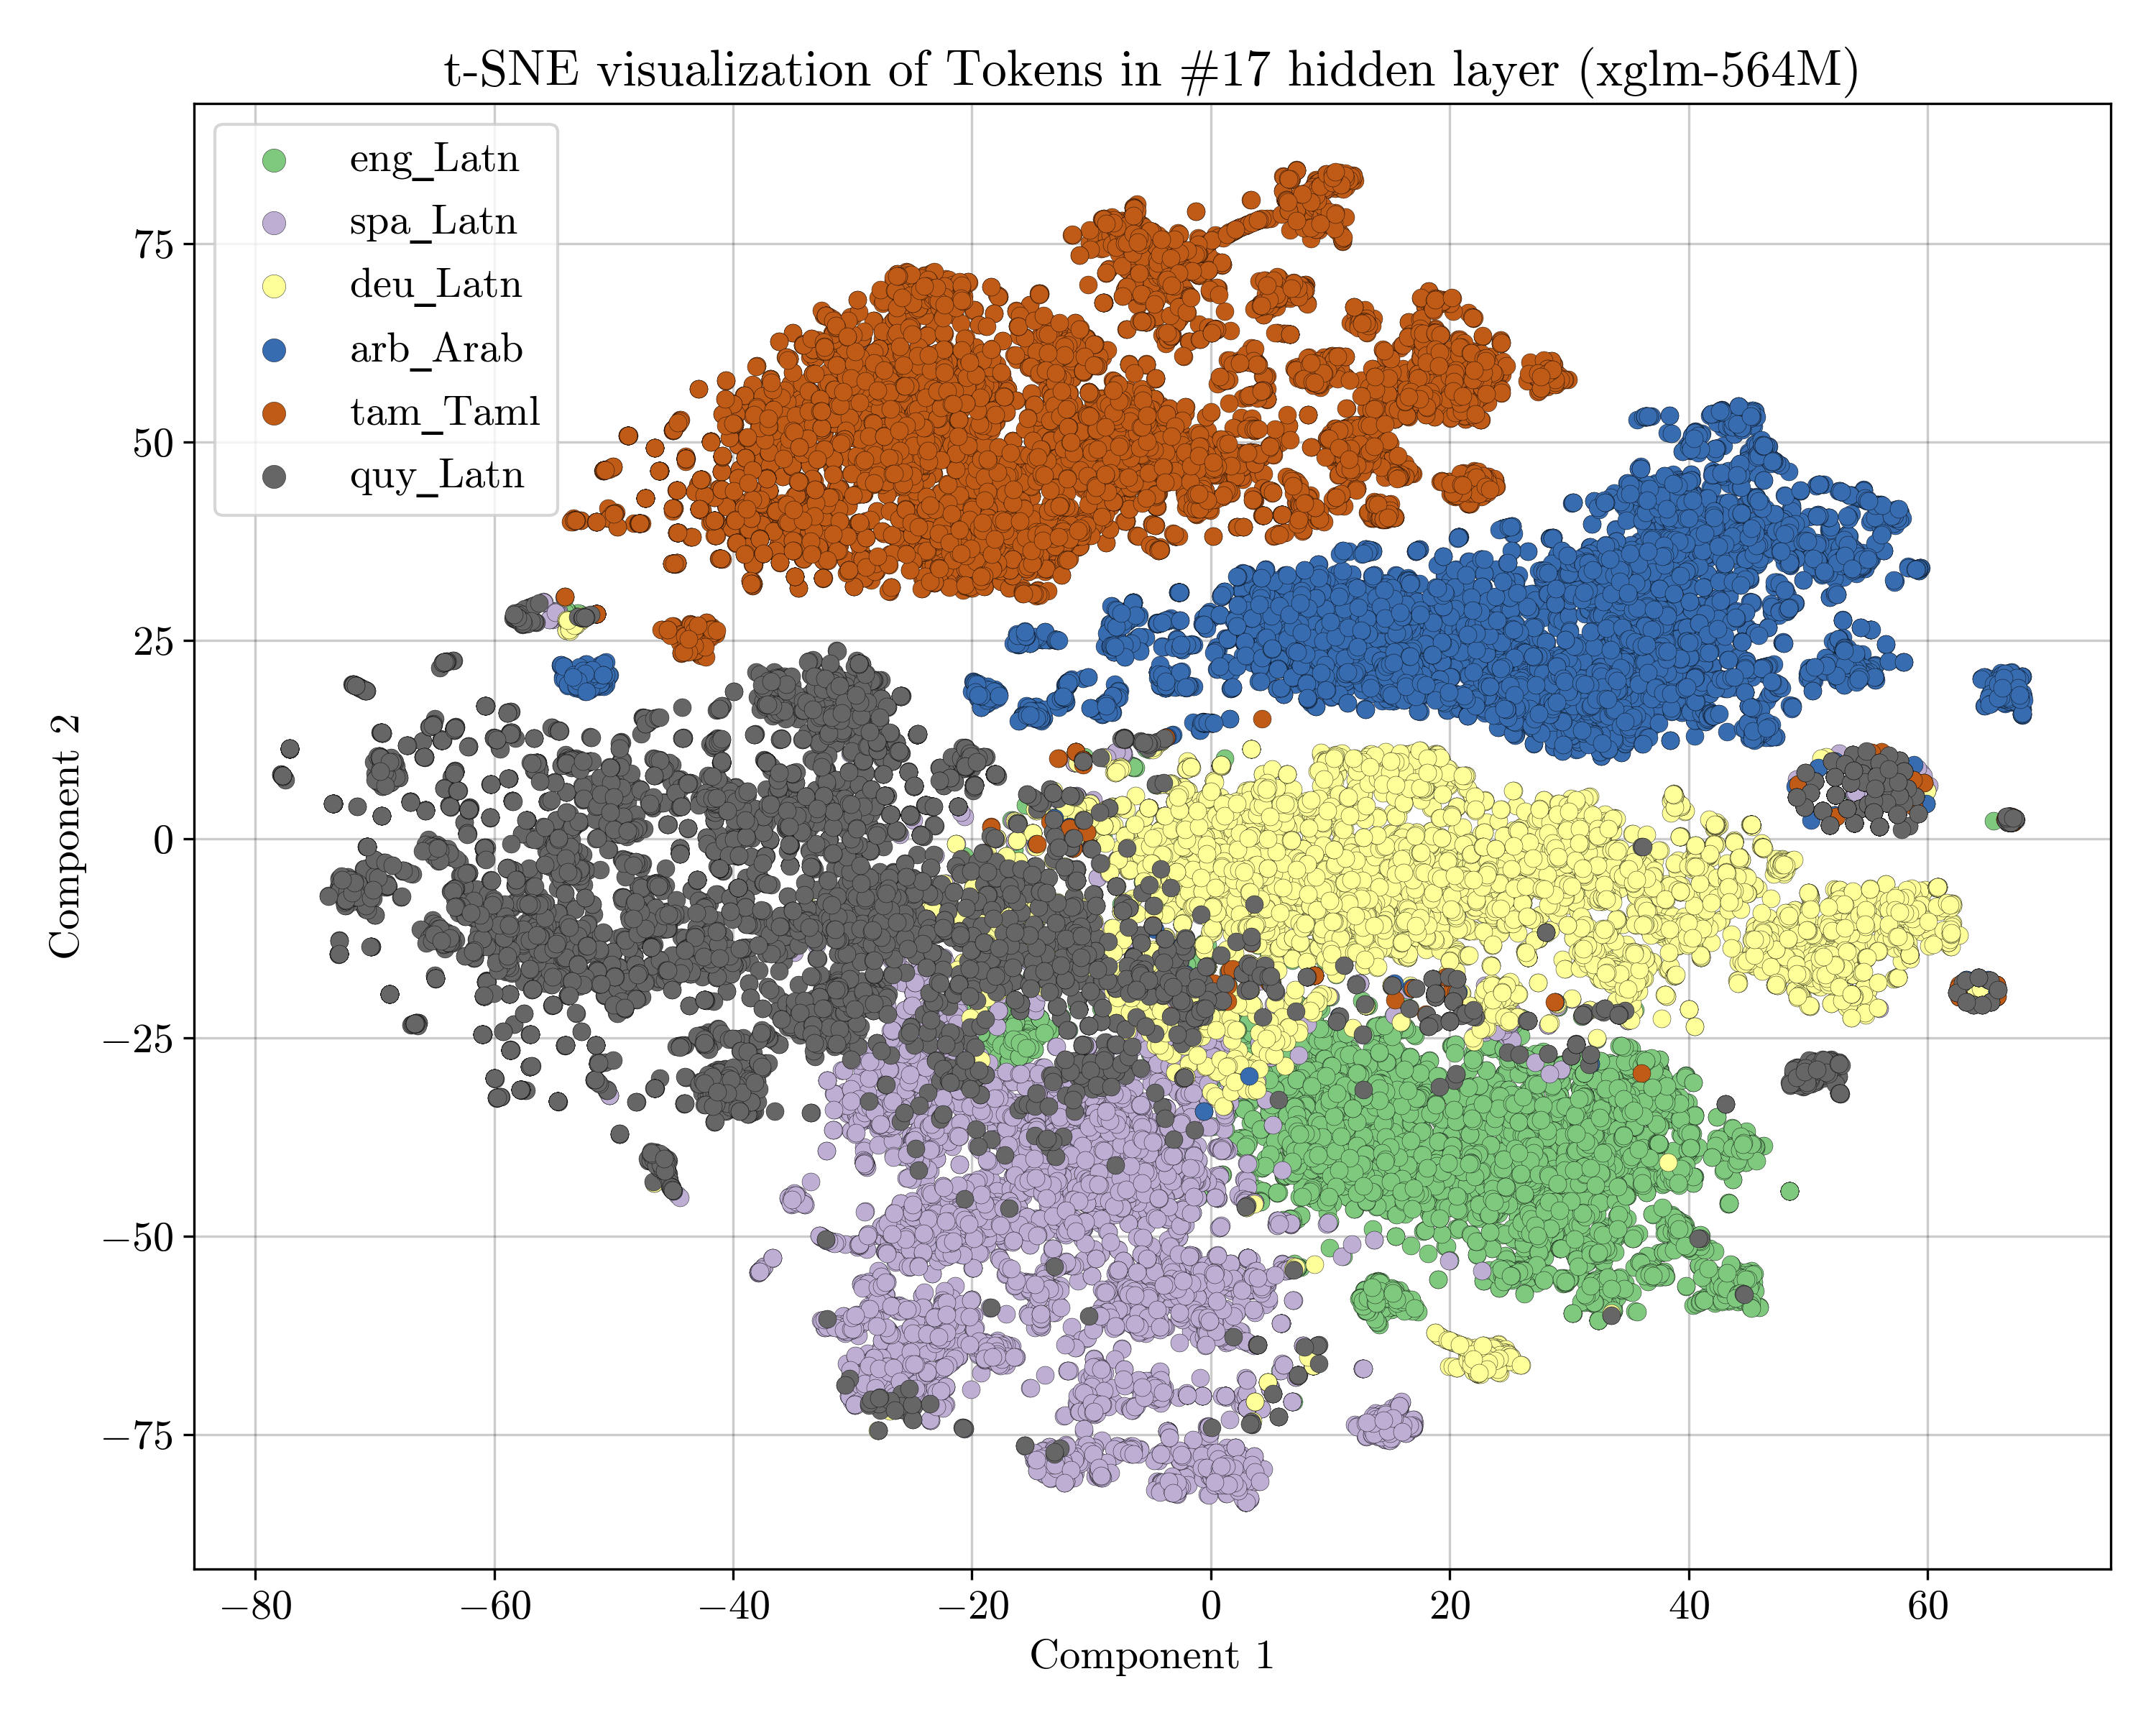 t-SNE visualization of Tokens in #17 hidden layer (xglm-564M)
eng_Latn
spa_Latn
deu_Latn
arb_Arab
tam_Taml
quy_Latn
75
50
25
0
−25
−50
−75
Component 2
−80 −60 −40 −20 0 20 40 60
Component 1